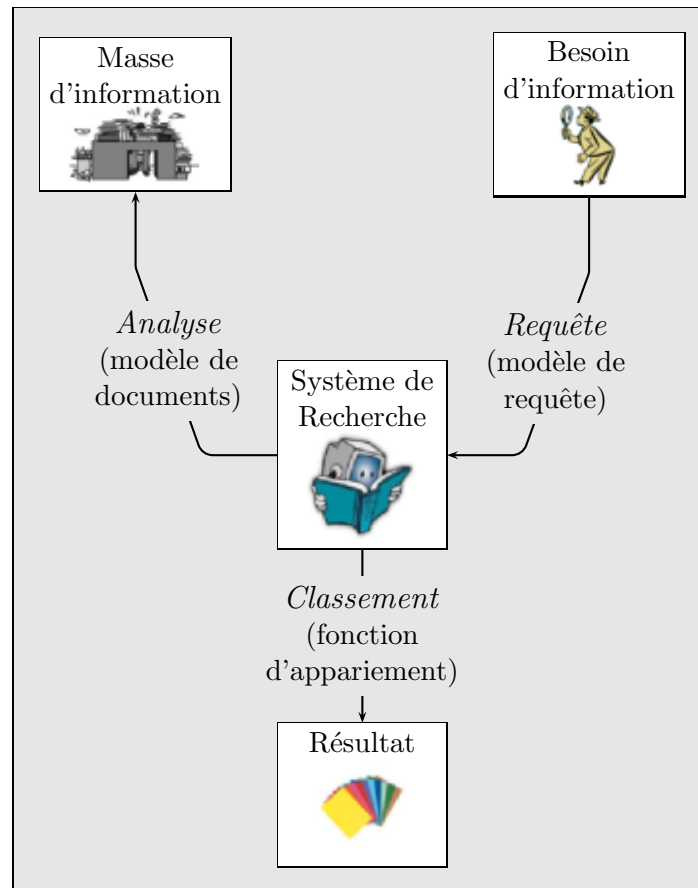 Masse
d'information
Besoin
d'information
Analyse
(modèle de
documents)
Requête
(modèle de
requête)
Système de
Recherche
Classement
(fonction
d'appariement)
Résultat